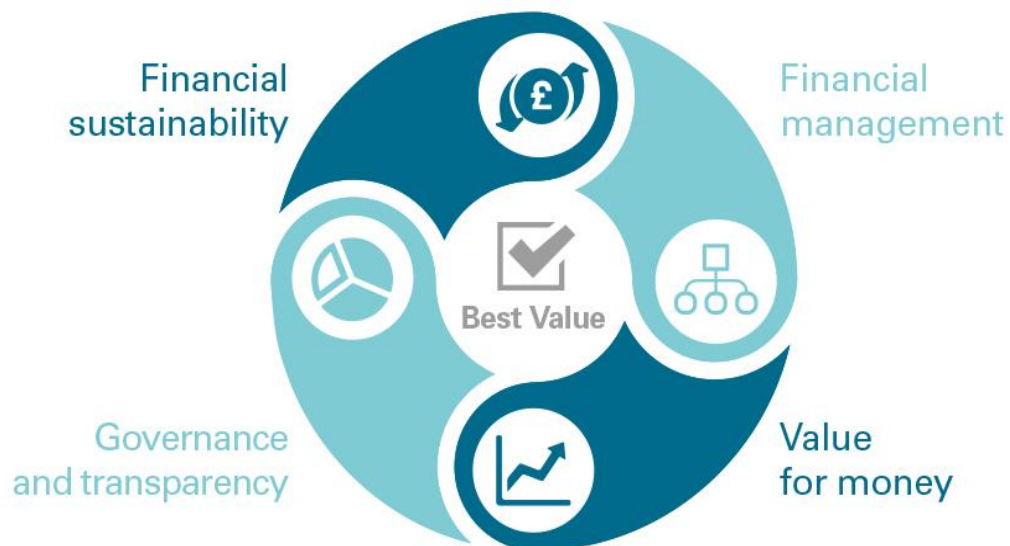 Financial
sustainability
£
Financial
management
Best Value
Governance
and transparency
Value
for money